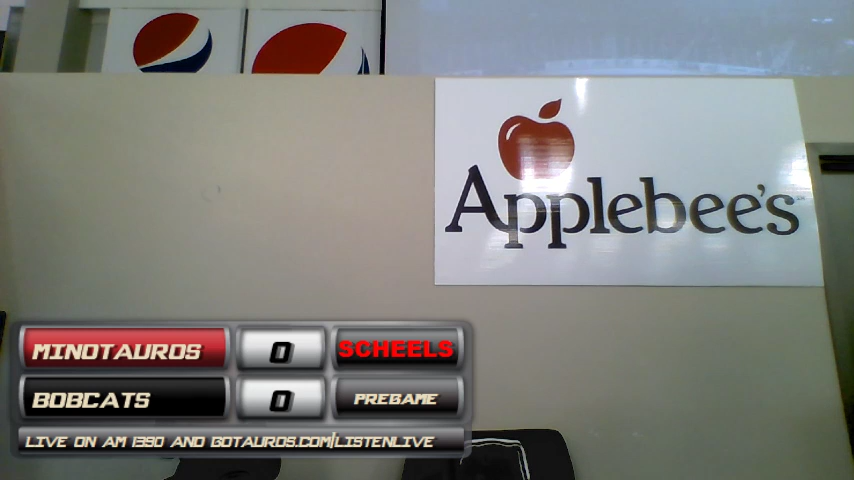 Applebee's
MINOTAUROS 0 SCHEELS
BOBCATS 0 PREGAME
LIVE ON AM 1390 AND GOTAUROS.COM/LISTENLIVE